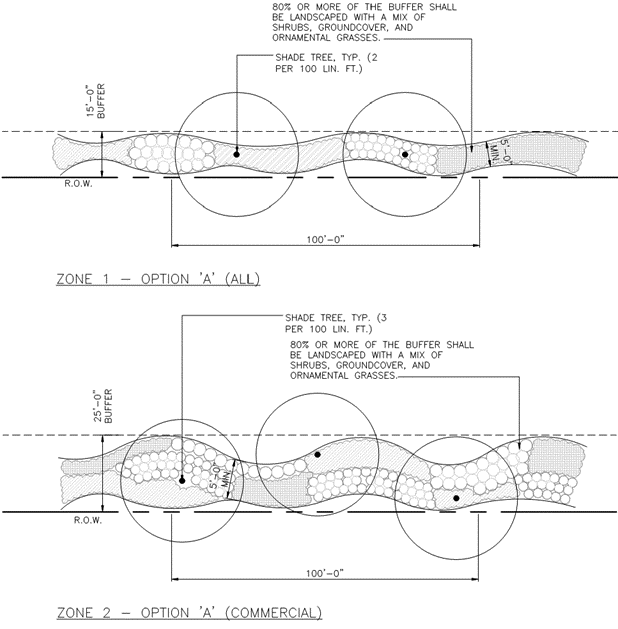 80% OR MORE OF THE BUFFER SHALL
BE LANDSCAPED WITH A MIX OF
SHRUBS, GROUNDCOVER, AND
ORNAMENTAL GRASSES.
SHADE TREE, TYP. (2
PER 100 LIN. FT.)
15'-0"
BUFFER
5'-0"
MIN.
R.O.W.
100'-0"
ZONE 1 - OPTION 'A' (ALL)
SHADE TREE, TYP. (3
PER 100 LIN. FT.)
80% OR MORE OF THE BUFFER SHALL
BE LANDSCAPED WITH A MIX OF
SHRUBS, GROUNDCOVER, AND
ORNAMENTAL GRASSES.
25'-0"
BUFFER
5'-0"
MIN.
R.O.W.
100'-0"
ZONE 2 - OPTION 'A' (COMMERCIAL)